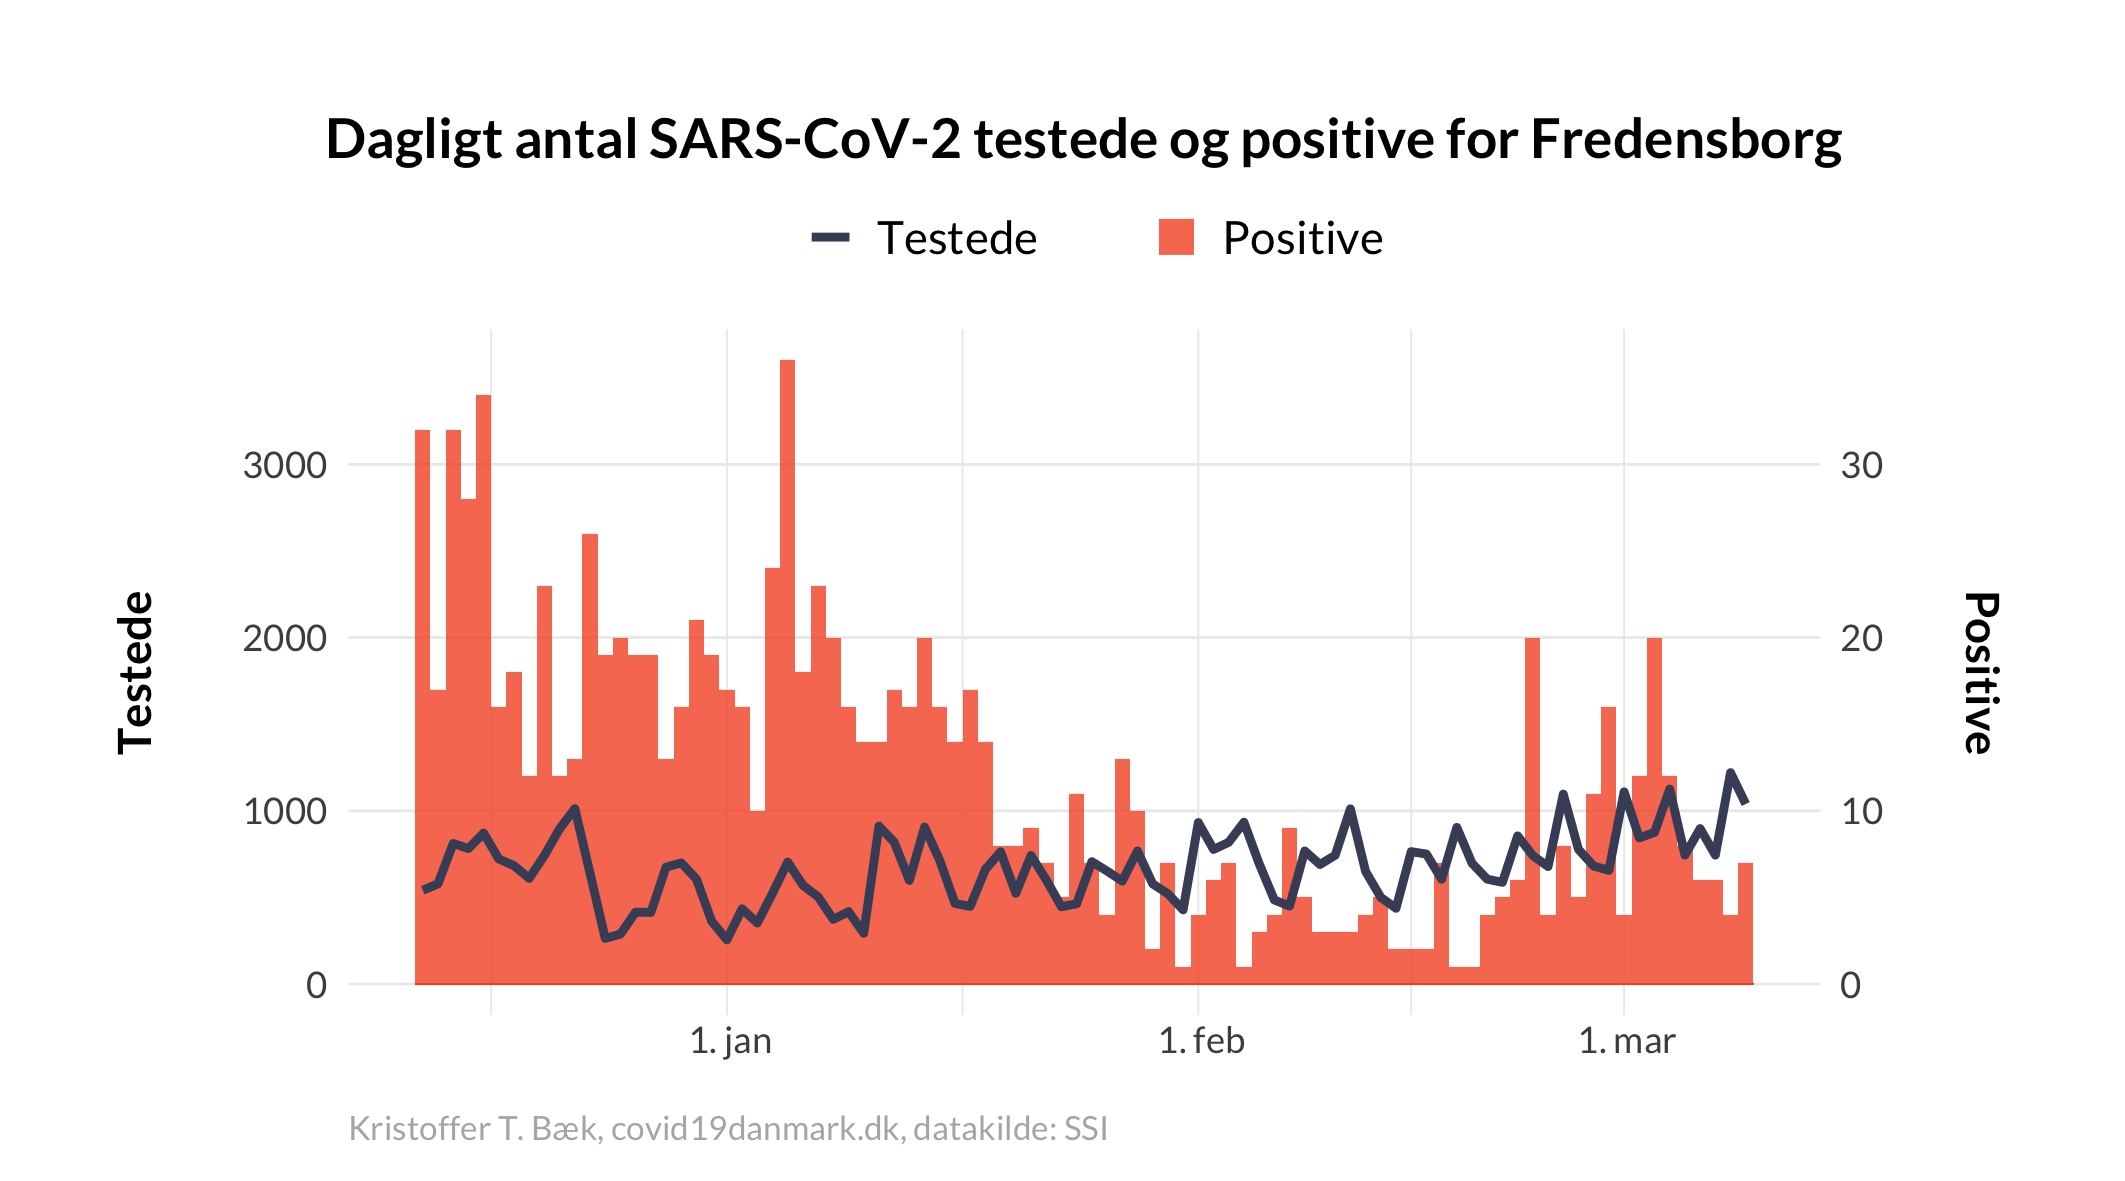 Dagligt antal SARS-CoV-2 testede og positive for Fredensborg
Testede
Positive
3000
2000
1000
0
30
20
10
0
Testede
Positive
1. jan
1. feb
1. mar
Kristoffer T. Bæk, covid19danmark.dk, datakilde: SSI